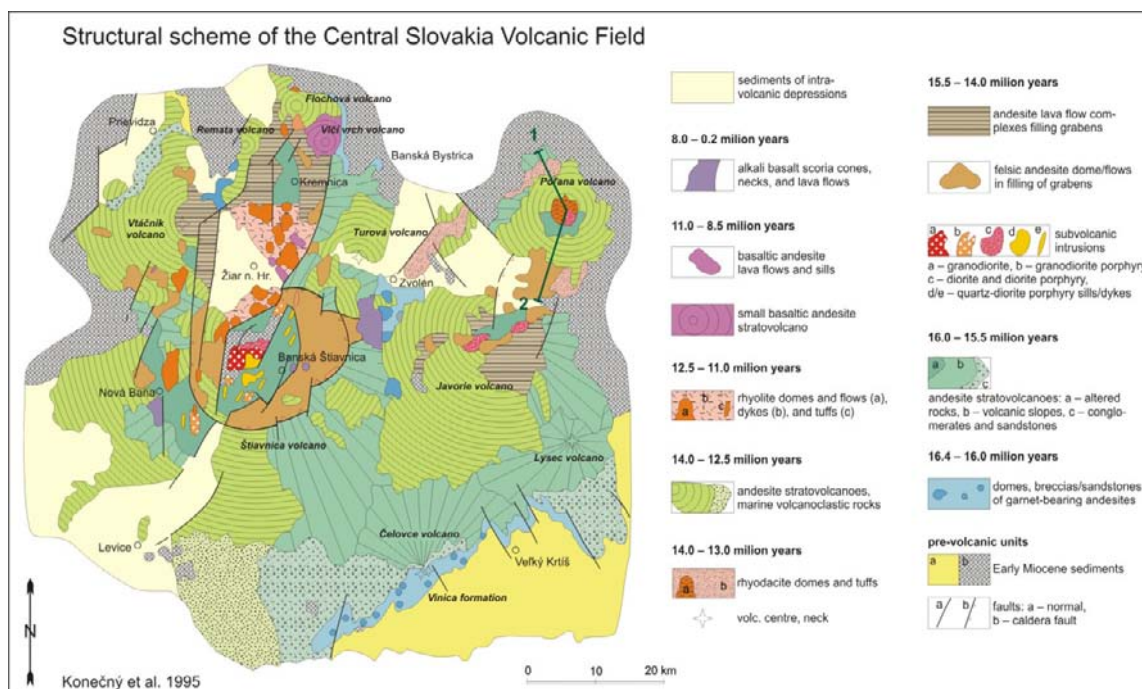 Structural scheme of the Central Slovakia Volcanic Field
Flochová volcano
Prievidza
Remata volcano
Vlčí vrch volcano
Banská Bystrica
1
Kremnica
Poľana volcano
Vtáčnik
volcano
Turová volcano
Žiar n. Hr.
Zvolen
2
Banská Štiavnica
Nová Baňa
Javorie volcano
Štiavnica volcano
Lysec volcano
Čelovce volcano
Levice
Veľký Krtíš
Vinica formation
N
0 10 20 km
Konečný et al. 1995
sediments of intra-
volcanic depressions
8.0 – 0.2 milion years
alkali basalt scoria cones,
necks, and lava flows
11.0 – 8.5 milion years
basaltic andesite
lava flows and sills
small basaltic andesite
stratovolcano
12.5 – 11.0 milion years
a b c
rhyolite domes and flows (a),
dykes (b), and tuffs (c)
14.0 – 12.5 milion years
andesite stratovolcanoes,
marine volcanoclastic rocks
14.0 – 13.0 milion years
a b
rhyodacite domes and tuffs
volc. centre, neck
15.5 – 14.0 milion years
andesite lava flow com-
plexes filling grabens
felsic andesite dome/flows
in filling of grabens
a b c d e
subvolcanic
intrusions
a – granodiorite, b – granodiorite porphyry,
c – diorite and diorite porphyry,
d/e – quartz-diorite porphyry sills/dykes
16.0 – 15.5 milion years
a b c
andesite stratovolcanoes: a – altered
rocks, b – volcanic slopes, c – conglo-
merates and sandstones
16.4 – 16.0 milion years
domes, breccias/sandstones
of garnet-bearing andesites
pre-volcanic units
a b
Early Miocene sediments
a b
faults: a – normal,
b – caldera fault